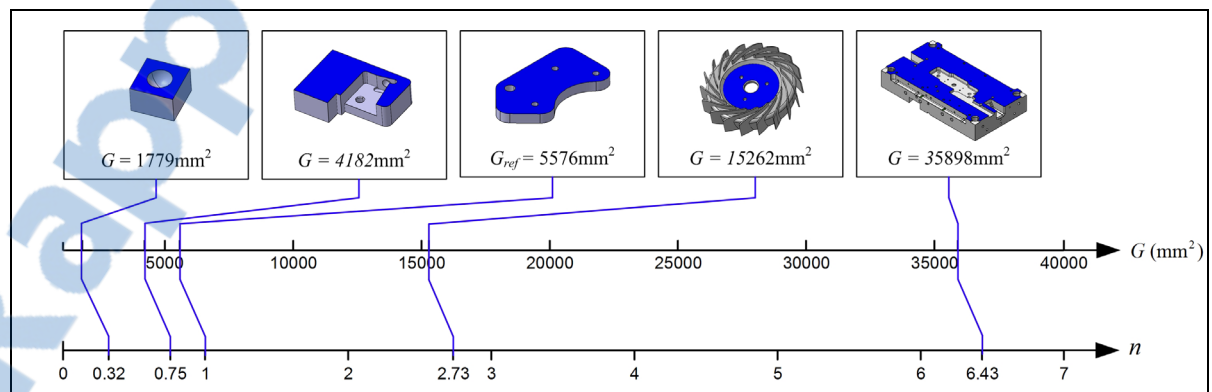 G = 1779mm²
G = 4182mm²
G_ref = 5576mm²
G = 15262mm²
G = 35898mm²
5000 10000 15000 20000 25000 30000 35000 40000 G (mm²)
0 0.32 0.75 1 2 2.73 3 4 5 6 6.43 7 n